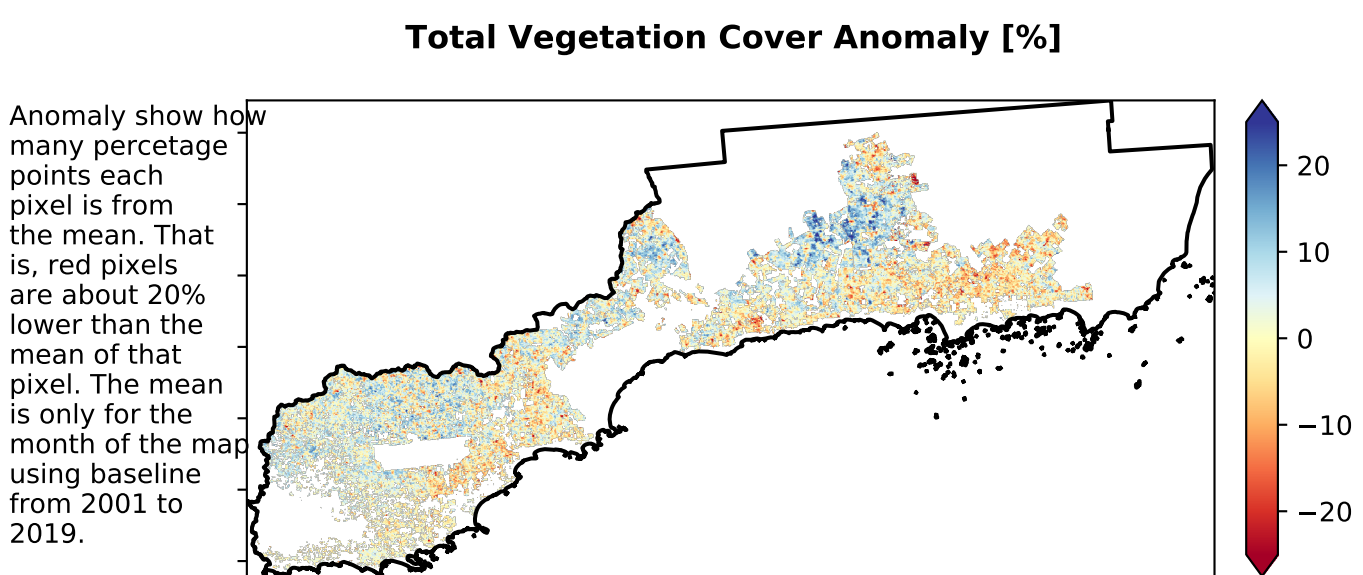 Total Vegetation Cover Anomaly [%]
Anomaly show how
many percetage
points each
pixel is from
the mean. That
is, red pixels
are about 20%
lower than the
mean of that
pixel. The mean
is only for the
month of the map
using baseline
from 2001 to
2019.
20
10
0
−10
−20